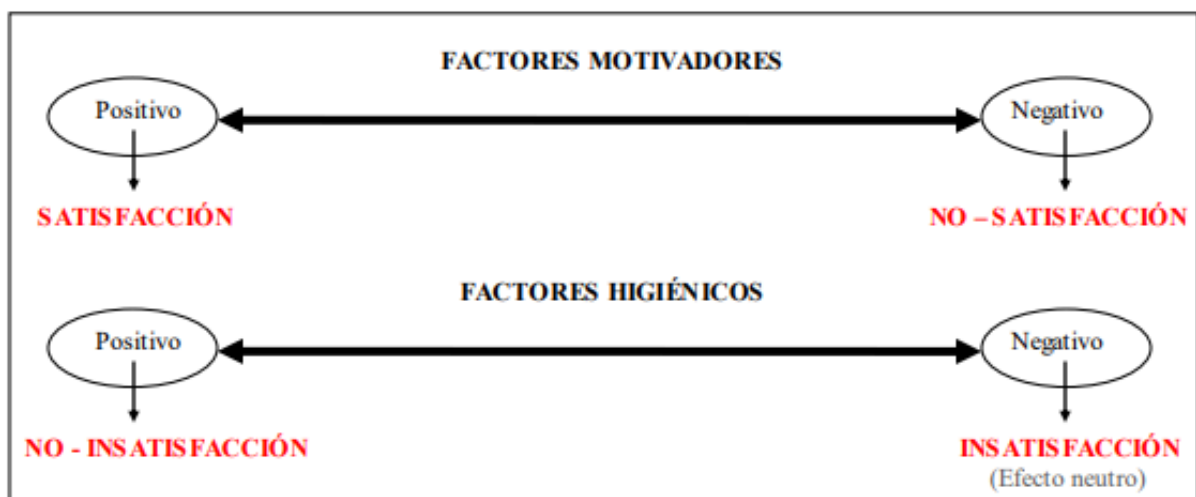 FACTORES MOTIVADORES
Positivo
Negativo
SATISFACCIÓN
NO – SATISFACCIÓN
FACTORES HIGIÉNICOS
Positivo
Negativo
NO - INSATISFACCIÓN
INSATISFACCIÓN
(Efecto neutro)